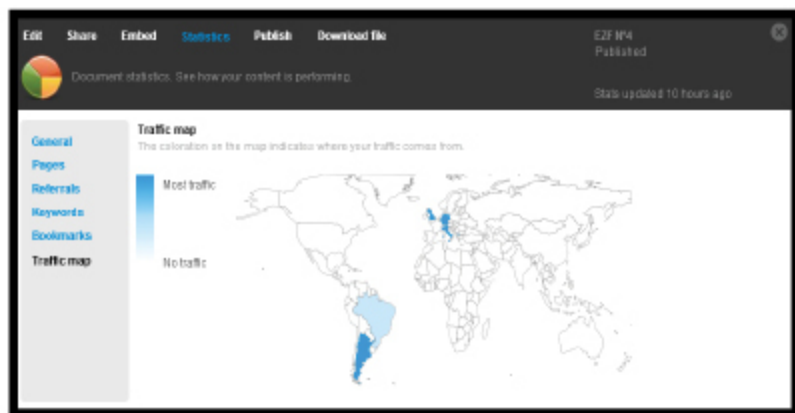 Edit Share Embed Statistics Publish Download file
EZF Nº4
Published
Document statistics. See how your content is performing.
Stats updated 10 hours ago
General
Pages
Referrals
Keywords
Bookmarks
Traffic map
Traffic map
The coloration on the map indicates where your traffic comes from.
Most traffic
No traffic